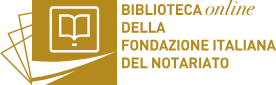 BIBLIOTECA online
DELLA
FONDAZIONE ITALIANA
DEL NOTARIATO